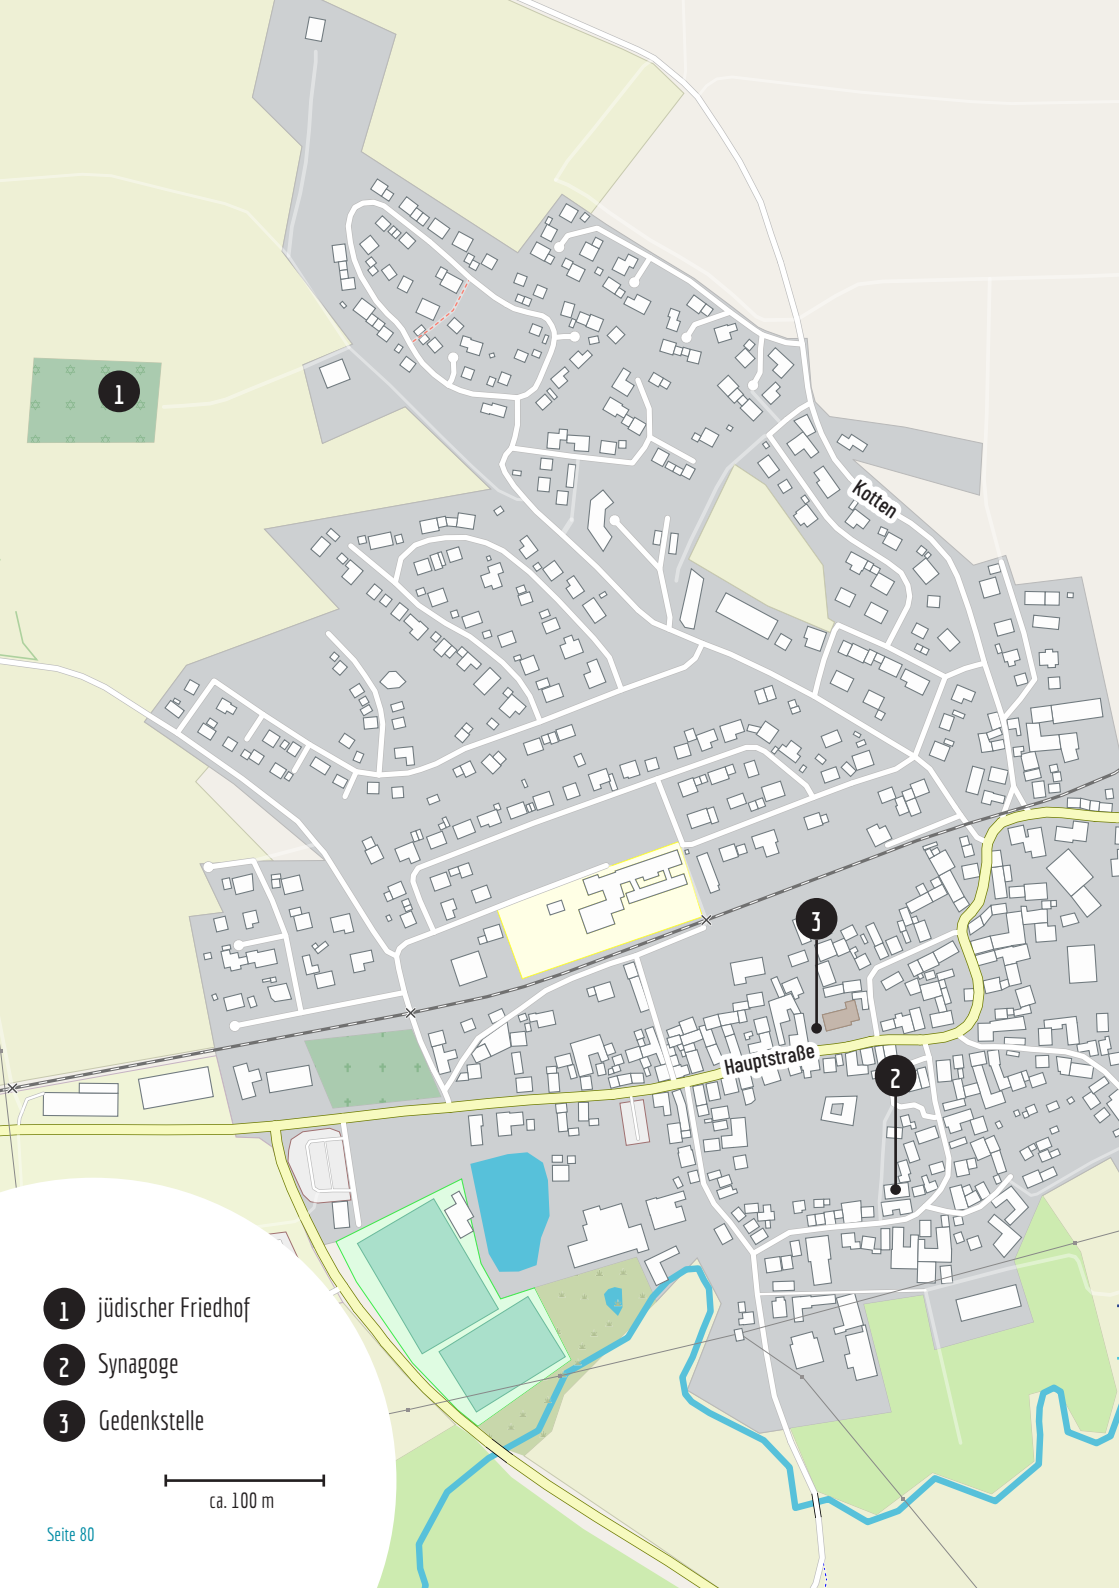 1
Kotten
3
Hauptstraße
2
1 jüdischer Friedhof
2 Synagoge
3 Gedenkstelle
ca. 100 m
Seite 80